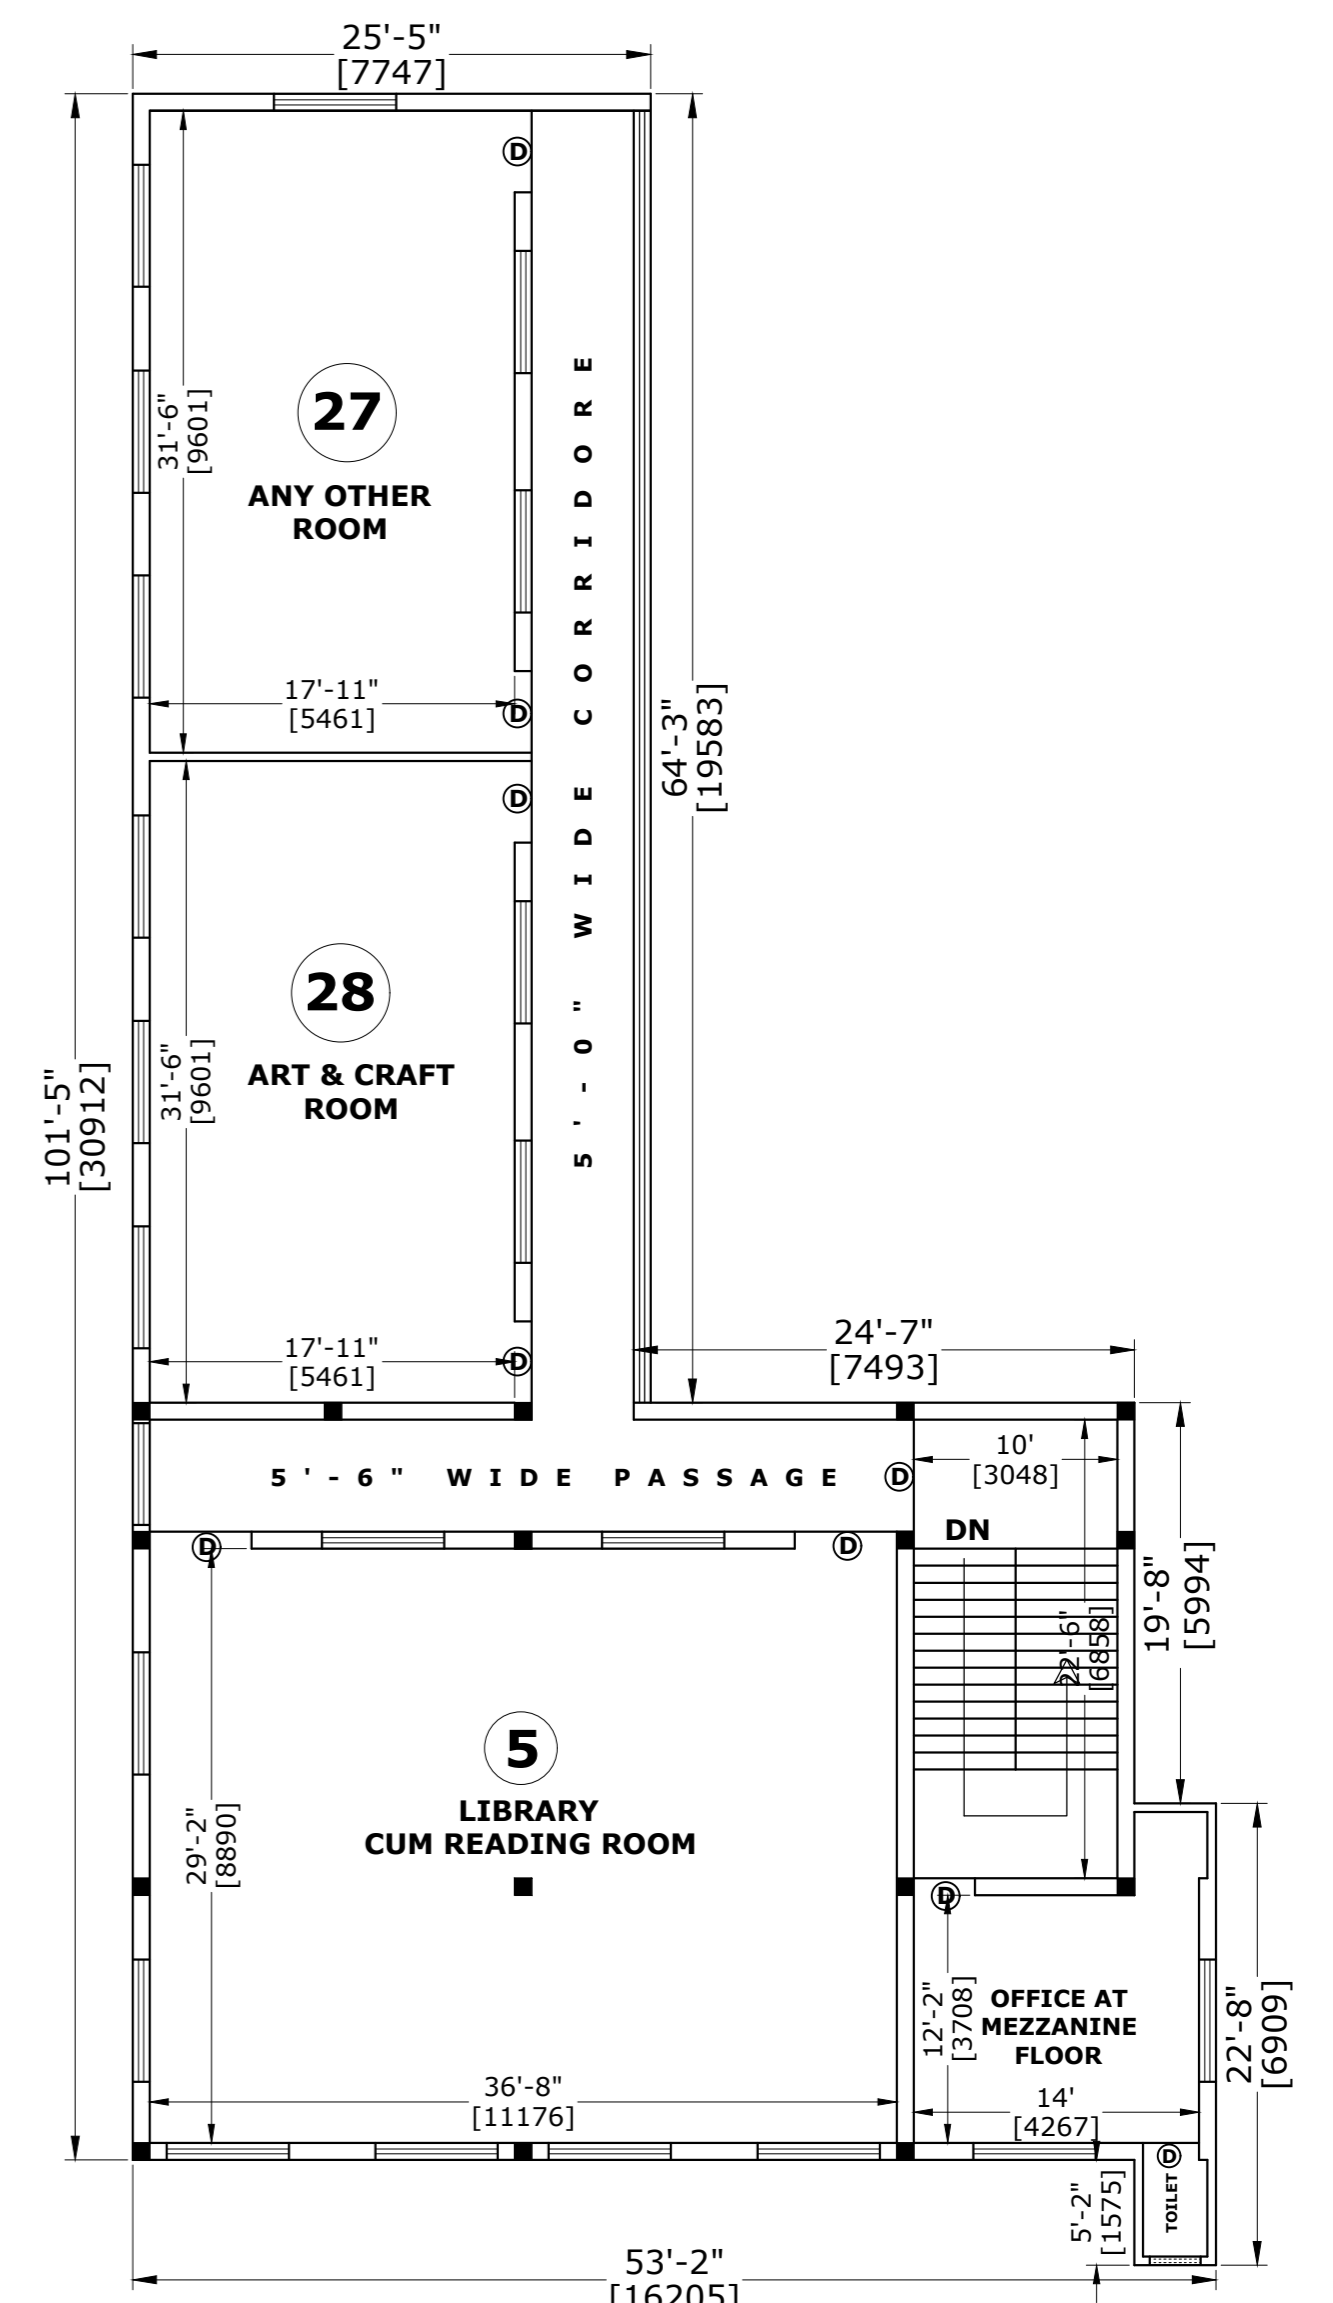 25'-5"
[7747]
D
27
ANY OTHER
ROOM
31'-6"
[9601]
17'-11"
[5461]
D
5'-0" WIDE CORRIDORE
64'-3"
[19583]
D
28
ART & CRAFT
ROOM
31'-6"
[9601]
101'-5"
[30912]
17'-11"
[5461]
D
24'-7"
[7493]
5'-6" WIDE PASSAGE
D
10'
[3048]
DN
D
D
22'-6"
[6858]
19'-8"
[5994]
5
LIBRARY
CUM READING ROOM
29'-2"
[8890]
D
12'-2"
[3708]
OFFICE AT
MEZZANINE
FLOOR
22'-8"
[6909]
36'-8"
[11176]
14'
[4267]
D
TOILET
5'-2"
[1575]
53'-2"
[16205]